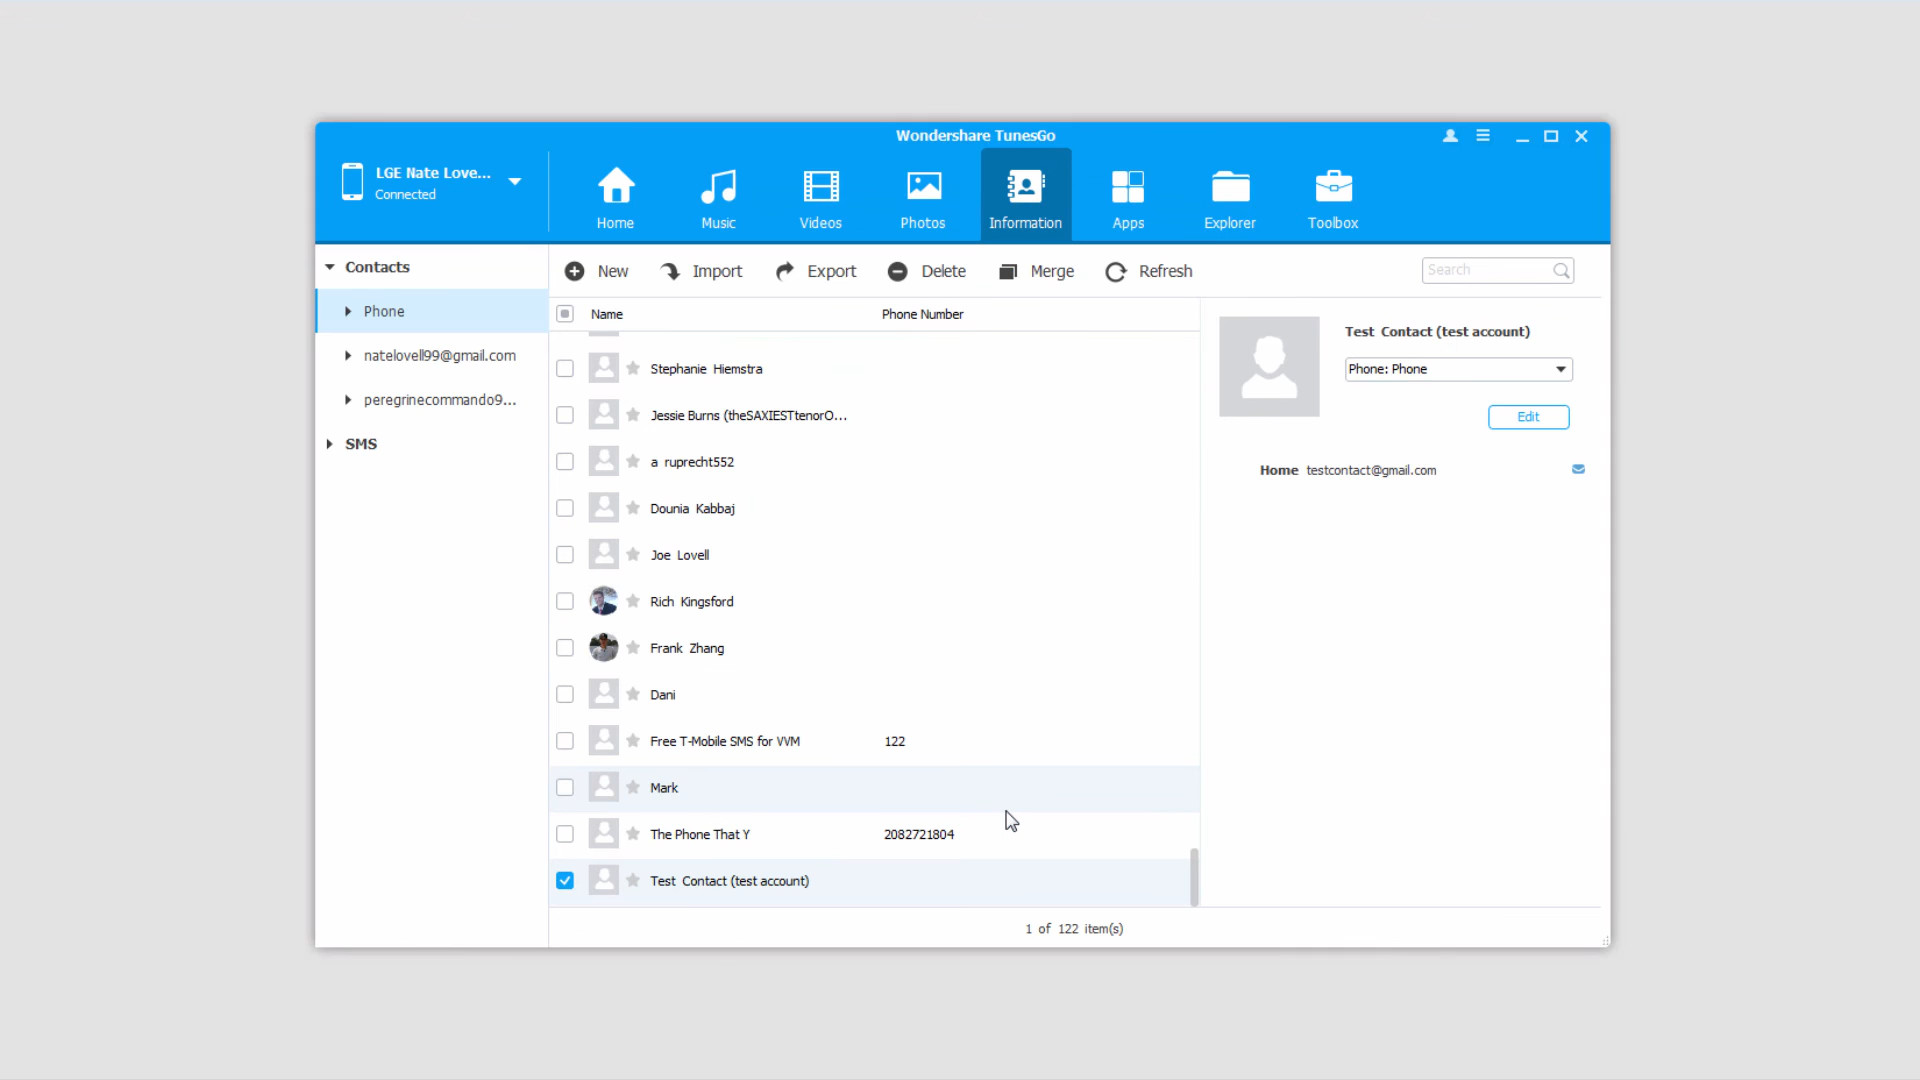 Wondershare TunesGo
LGE Nate Love...
Connected
Home
Music
Videos
Photos
Information
Apps
Explorer
Toolbox
Contacts
Phone
natelovell99@gmail.com
peregrinecommando9...
SMS
New
Import
Export
Delete
Merge
Refresh
Search
Name
Phone Number
Stephanie Hiemstra
Jessie Burns (theSAXIESTtenorO...
a ruprecht552
Dounia Kabbaj
Joe Lovell
Rich Kingsford
Frank Zhang
Dani
Free T-Mobile SMS for VVM 122
Mark
The Phone That Y 2082721804
Test Contact (test account)
1 of 122 item(s)
Test Contact (test account)
Phone: Phone
Edit
Home testcontact@gmail.com